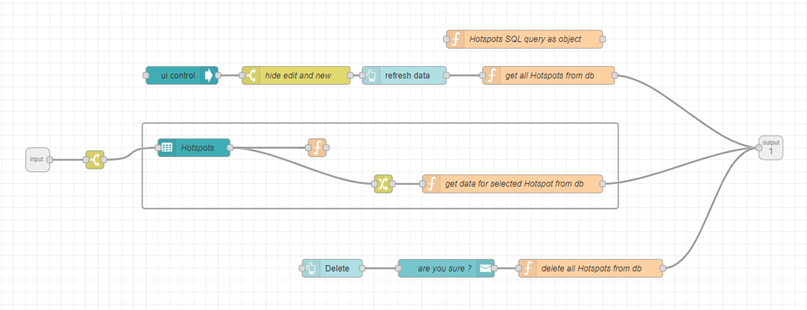 Hotspots SQL query as object
ui control
hide edit and new
refresh data
get all Hotspots from db
input
Hotspots
output
1
get data for selected Hotspot from db
Delete
are you sure ?
delete all Hotspots from db